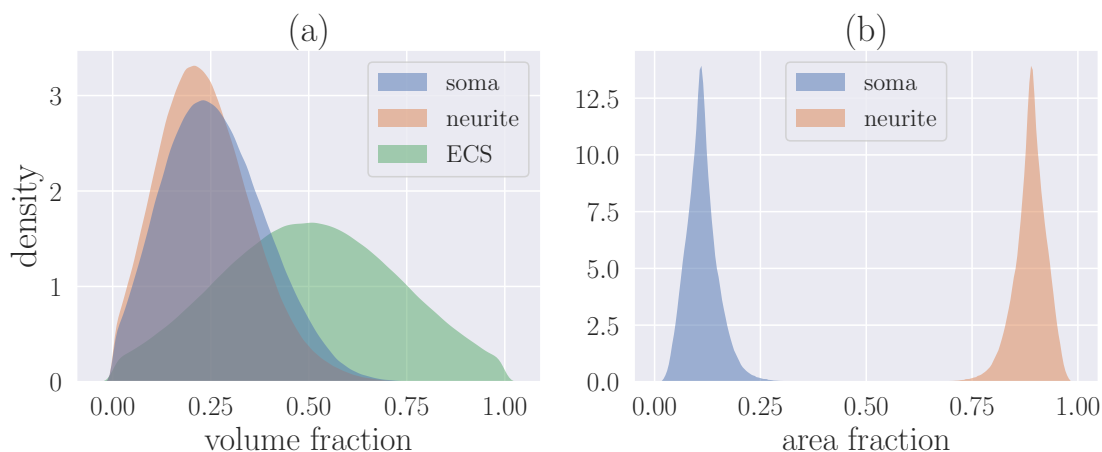 (a)
soma
neurite
ECS
3
2
1
0
density
0.00 0.25 0.50 0.75 1.00
volume fraction
(b)
soma
neurite
12.5
10.0
7.5
5.0
2.5
0.0
0.00 0.25 0.50 0.75 1.00
area fraction